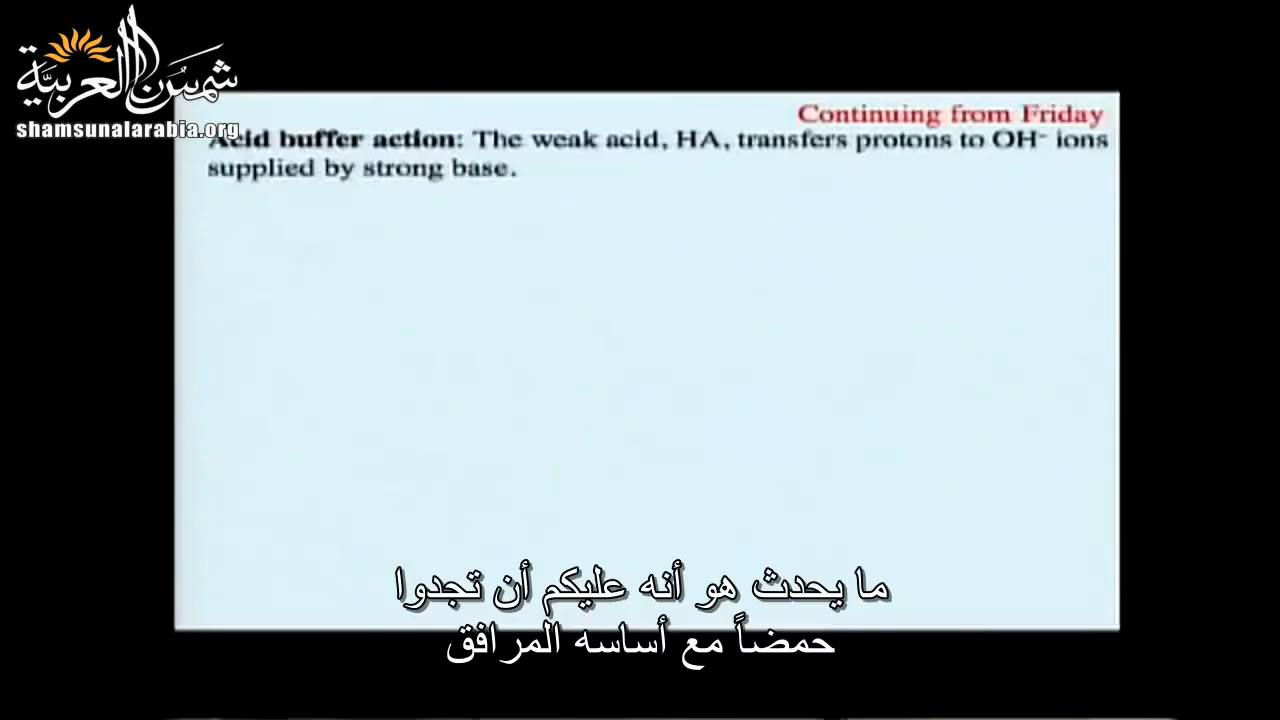 شمس العربية
shamsunalarabia.org
Continuing from Friday
Acid buffer action: The weak acid, HA, transfers protons to OH⁻ ions
supplied by strong base.
ما يحدث هو أنه عليكم أن تجدوا
حمضاً مع أساسه المرافق